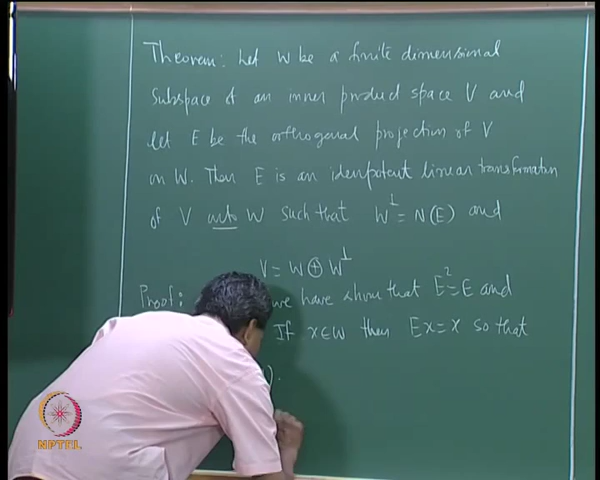 Theorem: Let W be a finite dimensional
subspace of an inner product space V and
let E be the orthogonal projection of V
on W. Then E is an idempotent linear transformation
of V onto W such that W⊥ = N(E) and
V = W ⊕ W⊥
Proof: we have show that E² = E and
If x∈W then Ex = x so that
).
NPTEL